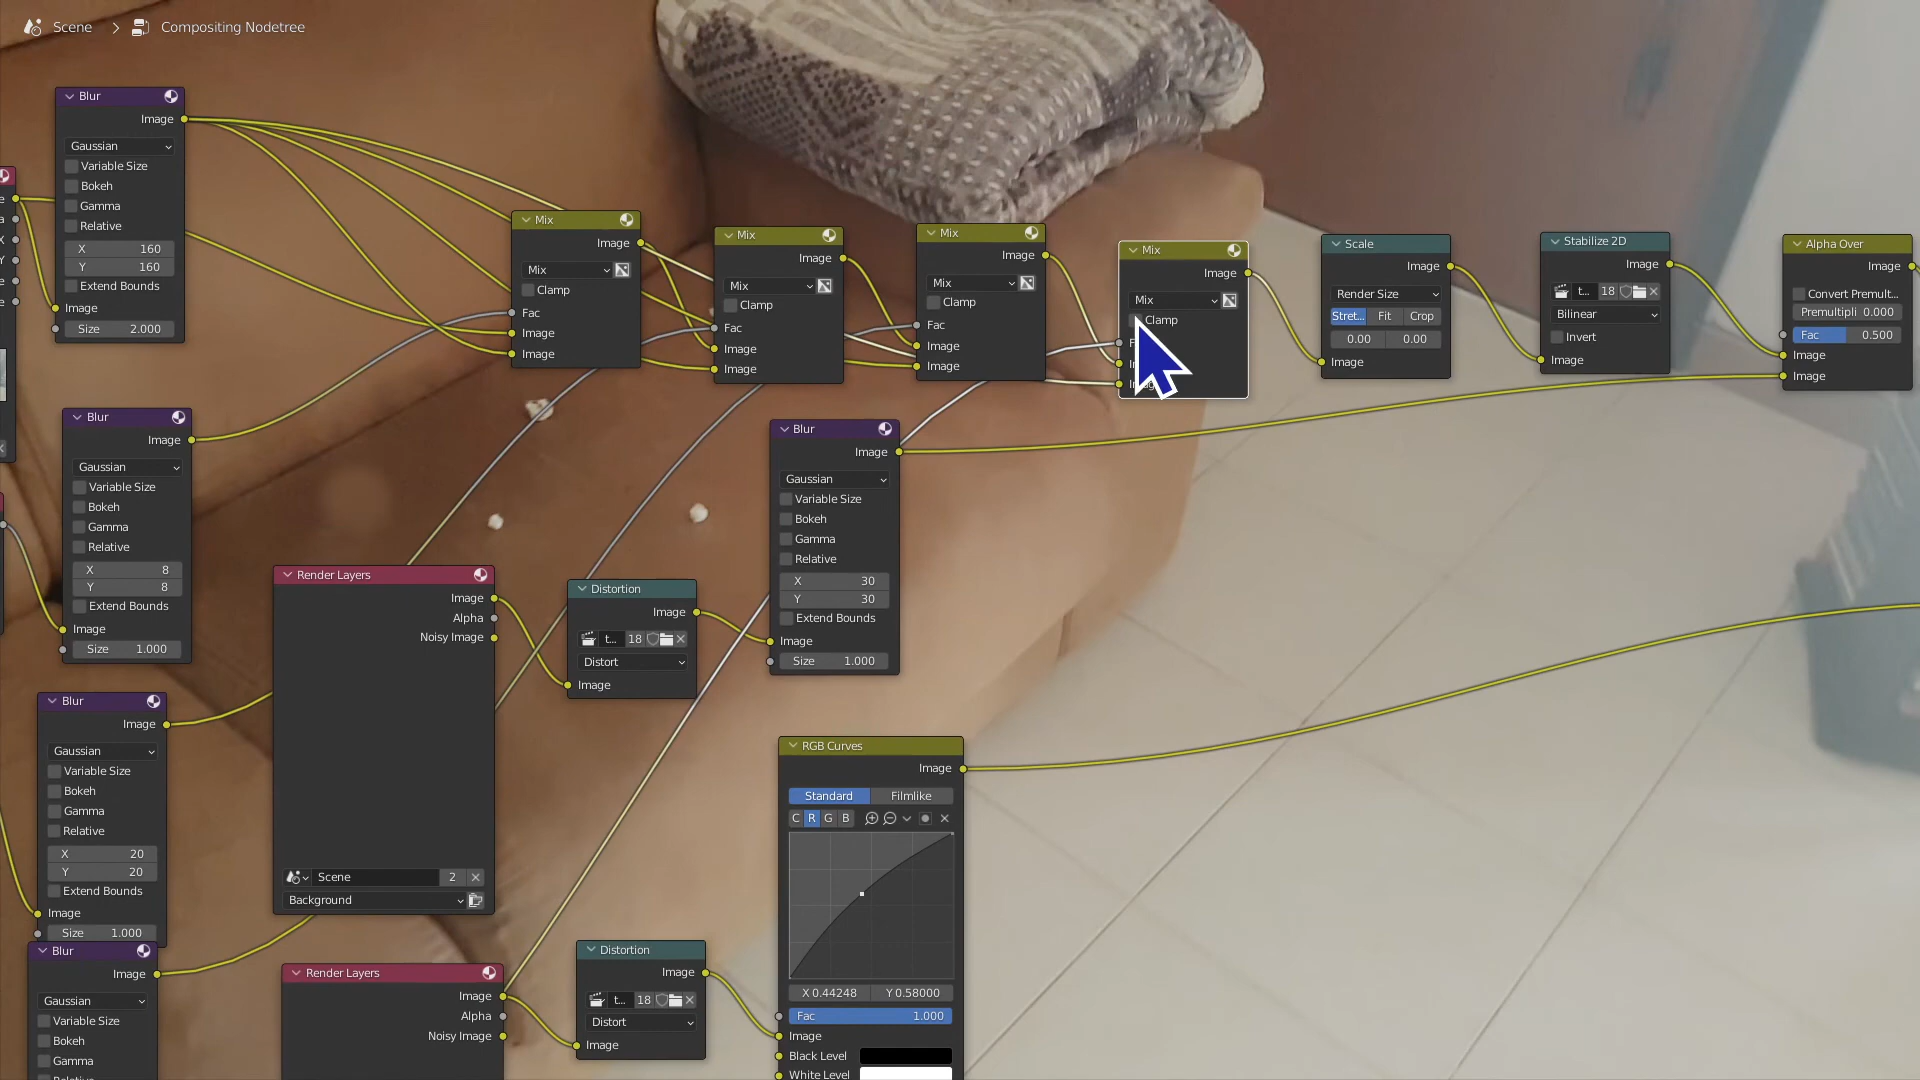 Scene > Compositing Nodetree
Blur
Image
Gaussian
Variable Size
Bokeh
Gamma
Relative
X 160
Y 160
Extend Bounds
Image
Size 2.000
Mix
Image
Mix
Clamp
Fac
Image
Image
Mix
Image
Mix
Clamp
Fac
Image
Image
Mix
Image
Mix
Clamp
Fac
Image
Image
Mix
Image
Mix
Clamp
Scale
Image
Render Size
Stret... Fit Crop
0.00 0.00
Image
Stabilize 2D
Image
t... 18
Bilinear
Invert
Image
Alpha Over
Image
Convert Premult...
Premultipli 0.000
Fac 0.500
Image
Image
Blur
Image
Gaussian
Variable Size
Bokeh
Gamma
Relative
X 8
Y 8
Extend Bounds
Image
Size 1.000
Blur
Image
Gaussian
Variable Size
Bokeh
Gamma
Relative
X 30
Y 30
Extend Bounds
Image
Size 1.000
Render Layers
Image
Alpha
Noisy Image
Scene 2
Background
Distortion
Image
t... 18
Distort
Image
Blur
Image
Gaussian
Variable Size
Bokeh
Gamma
Relative
X 20
Y 20
Extend Bounds
Image
Size 1.000
RGB Curves
Image
Standard Filmlike
C R G B
X 0.44248 Y 0.58000
Fac 1.000
Image
Black Level
White Level
Blur
Image
Gaussian
Variable Size
Bokeh
Gamma
Render Layers
Image
Alpha
Noisy Image
Distortion
Image
t... 18
Distort
Image